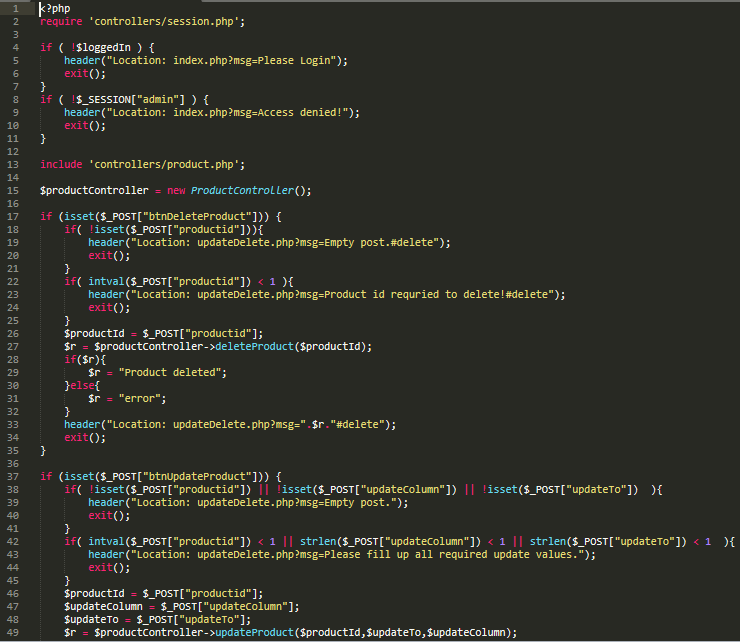 1 <?php
2 require 'controllers/session.php';
3
4 if ( !$loggedIn ) {
5 header("Location: index.php?msg=Please Login");
6 exit();
7 }
8 if ( !$_SESSION["admin"] ) {
9 header("Location: index.php?msg=Access denied!");
10 exit();
11 }
12
13 include 'controllers/product.php';
14
15 $productController = new ProductController();
16
17 if (isset($_POST["btnDeleteProduct"])) {
18 if( !isset($_POST["productid"])){
19 header("Location: updateDelete.php?msg=Empty post.#delete");
20 exit();
21 }
22 if( intval($_POST["productid"]) < 1 ){
23 header("Location: updateDelete.php?msg=Product id requried to delete!#delete");
24 exit();
25 }
26 $productId = $_POST["productid"];
27 $r = $productController->deleteProduct($productId);
28 if($r){
29 $r = "Product deleted";
30 }else{
31 $r = "error";
32 }
33 header("Location: updateDelete.php?msg=".$r."#delete");
34 exit();
35 }
36
37 if (isset($_POST["btnUpdateProduct"])) {
38 if( !isset($_POST["productid"]) || !isset($_POST["updateColumn"]) || !isset($_POST["updateTo"]) ){
39 header("Location: updateDelete.php?msg=Empty post.");
40 exit();
41 }
42 if( intval($_POST["productid"]) < 1 || strlen($_POST["updateColumn"]) < 1 || strlen($_POST["updateTo"]) < 1 ){
43 header("Location: updateDelete.php?msg=Please fill up all required update values.");
44 exit();
45 }
46 $productId = $_POST["productid"];
47 $updateColumn = $_POST["updateColumn"];
48 $updateTo = $_POST["updateTo"];
49 $r = $productController->updateProduct($productId,$updateTo,$updateColumn);